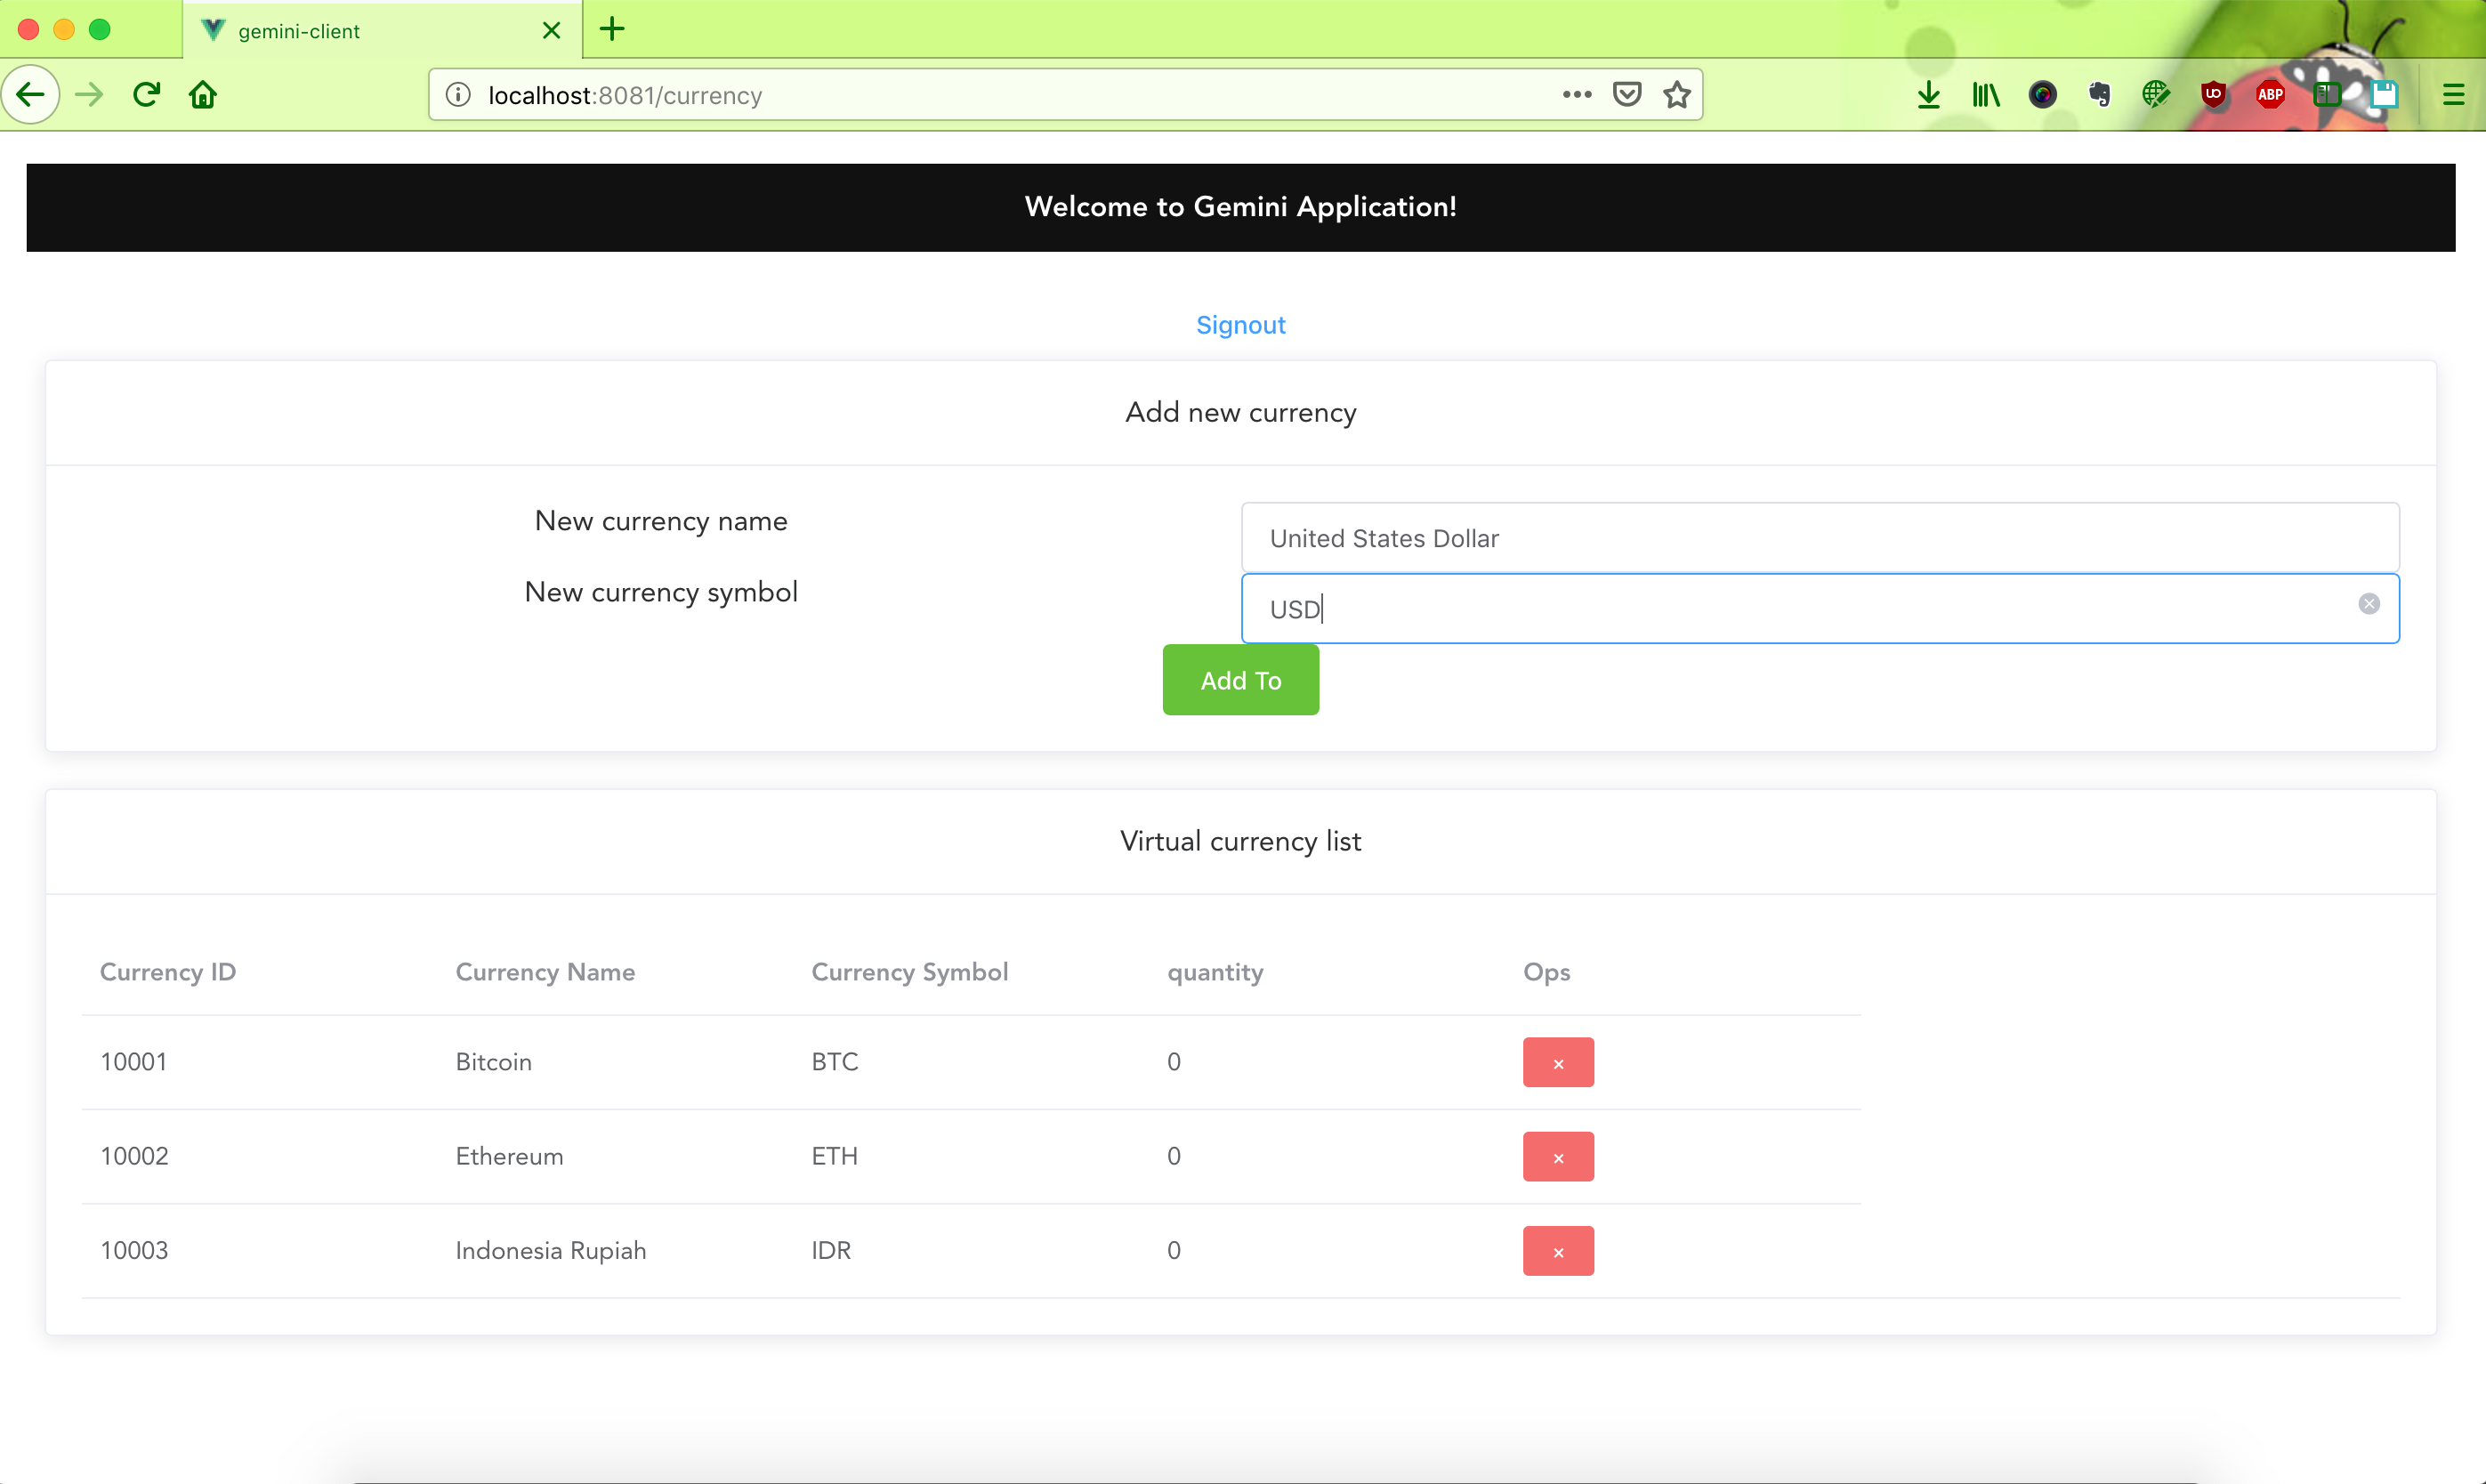 gemini-client
localhost:8081/currency
UO
ABP
Welcome to Gemini Application!
Signout
Add new currency
New currency name
United States Dollar
New currency symbol
USD
Add To
Virtual currency list
Currency ID Currency Name Currency Symbol quantity Ops
10001 Bitcoin BTC 0 ×
10002 Ethereum ETH 0 ×
10003 Indonesia Rupiah IDR 0 ×